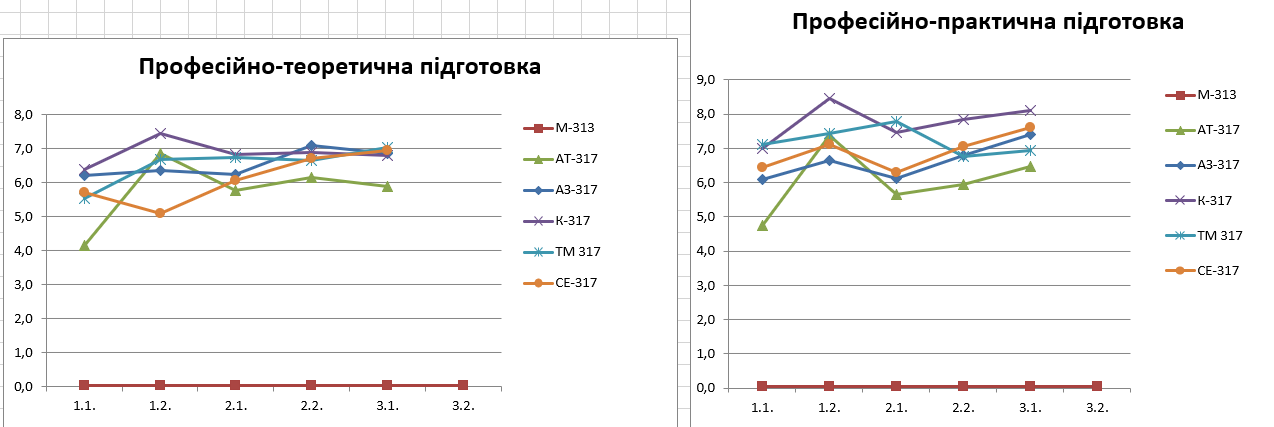 Професійно-теоретична підготовка
8,0
7,0
6,0
5,0
4,0
3,0
2,0
1,0
0,0
1.1. 1.2. 2.1. 2.2. 3.1. 3.2.
М-313
АТ-317
АЗ-317
К-317
ТМ 317
СЕ-317
Професійно-практична підготовка
9,0
8,0
7,0
6,0
5,0
4,0
3,0
2,0
1,0
0,0
1.1. 1.2. 2.1. 2.2. 3.1. 3.2.
М-313
АТ-317
АЗ-317
К-317
ТМ 317
СЕ-317